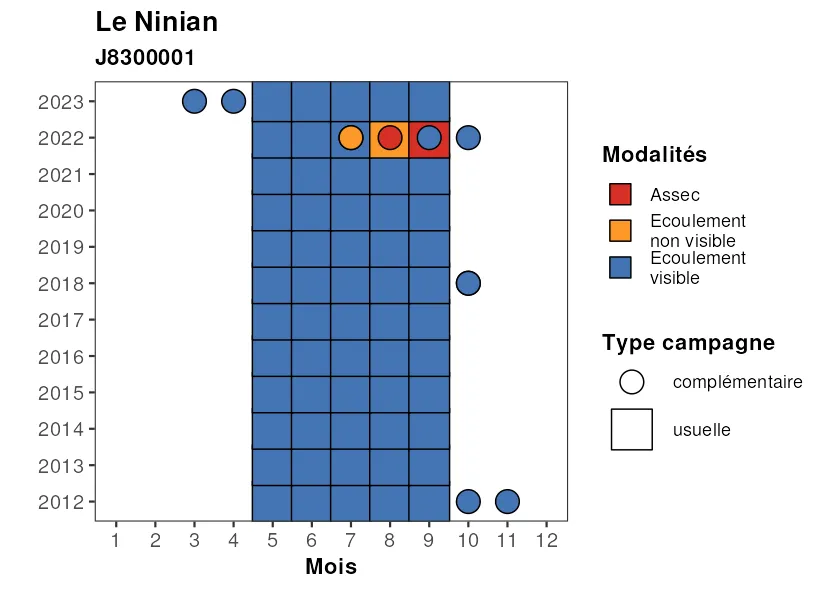 Le Ninian
J8300001
2023
2022
2021
2020
2019
2018
2017
2016
2015
2014
2013
2012
1 2 3 4 5 6 7 8 9 10 11 12
Mois
Modalités
Assec
Ecoulement
non visible
Ecoulement
visible
Type campagne
complémentaire
usuelle